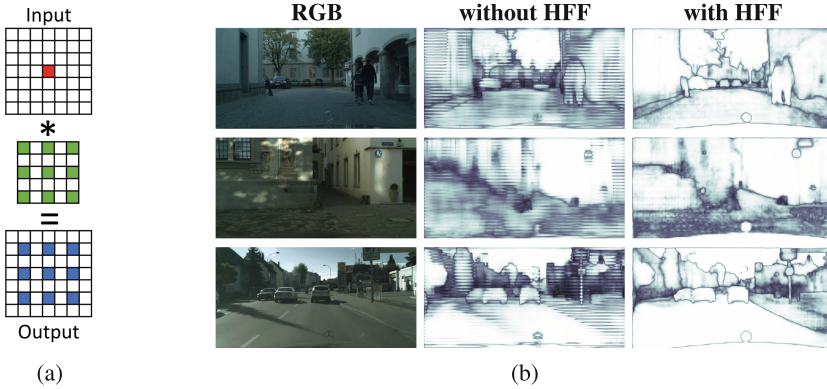 Input
*
=
Output
(a)
RGB without HFF with HFF
(b)